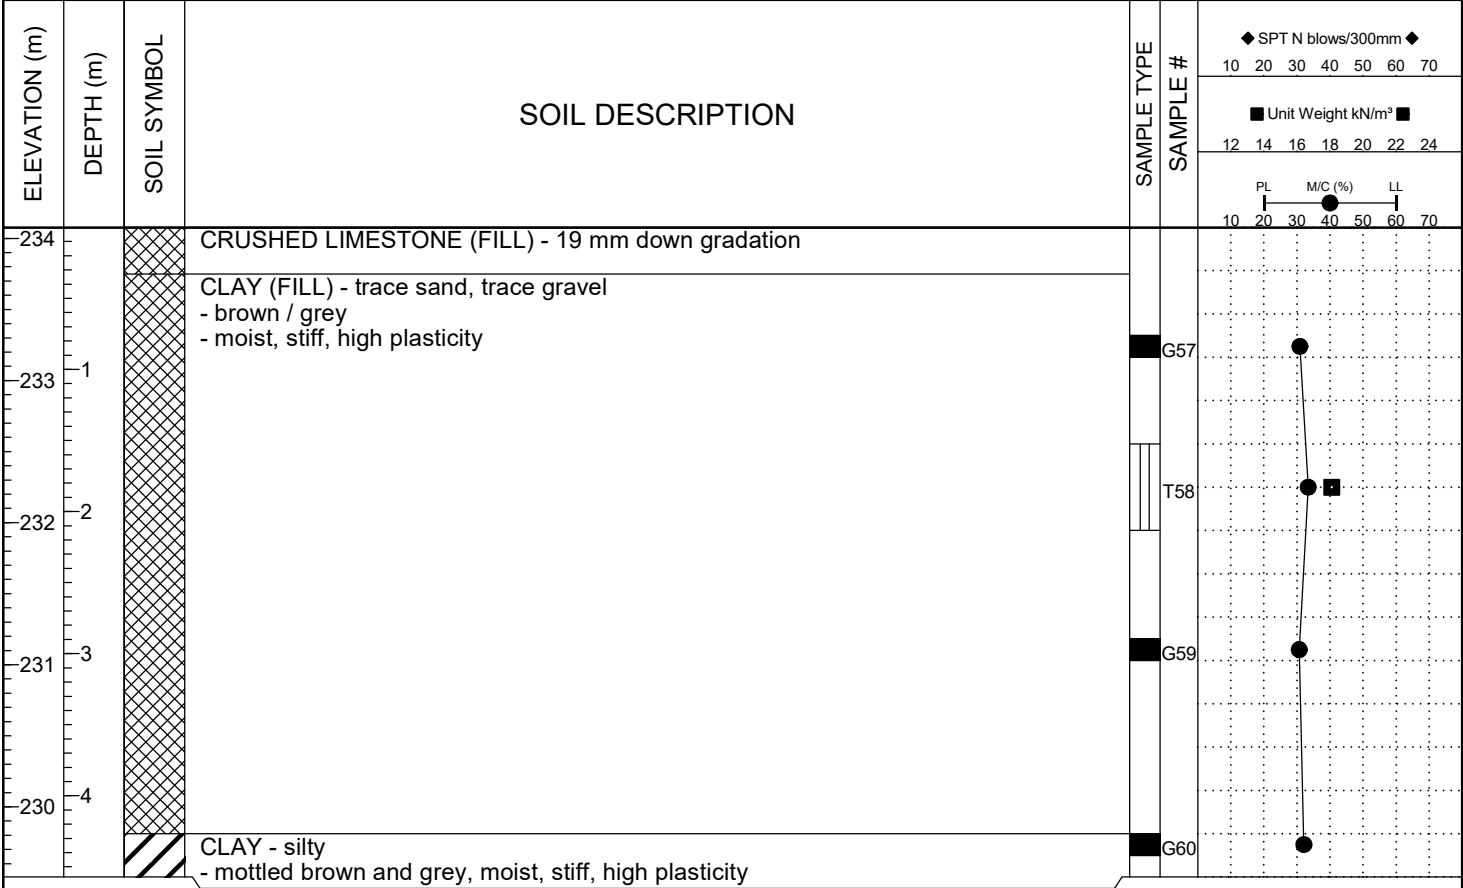 ELEVATION (m)
DEPTH (m)
SOIL SYMBOL
SOIL DESCRIPTION
SAMPLE TYPE
SAMPLE #
◆ SPT N blows/300mm ◆
10 20 30 40 50 60 70
■ Unit Weight kN/m³ ■
12 14 16 18 20 22 24
PL M/C (%) LL
10 20 30 40 50 60 70
234
CRUSHED LIMESTONE (FILL) - 19 mm down gradation
CLAY (FILL) - trace sand, trace gravel
- brown / grey
- moist, stiff, high plasticity
G57
1
233
T58
2
232
3
G59
231
4
230
CLAY - silty
G60
- mottled brown and grey, moist, stiff, high plasticity